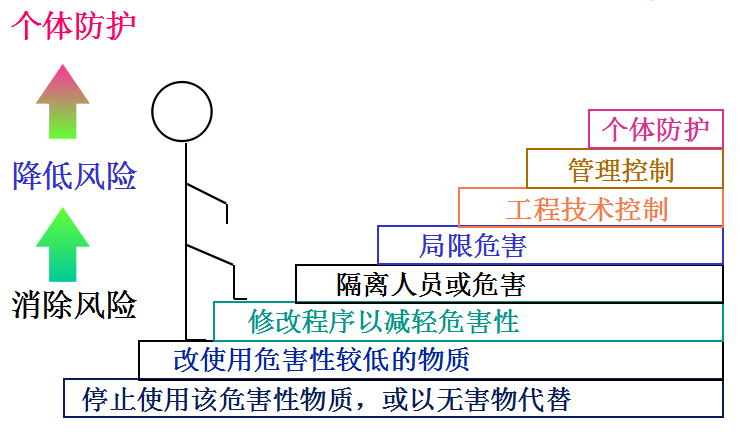 个体防护
降低风险
消除风险
个体防护
管理控制
工程技术控制
局限危害
隔离人员或危害
修改程序以减轻危害性
改使用危害性较低的物质
停止使用该危害性物质，或以无害物代替